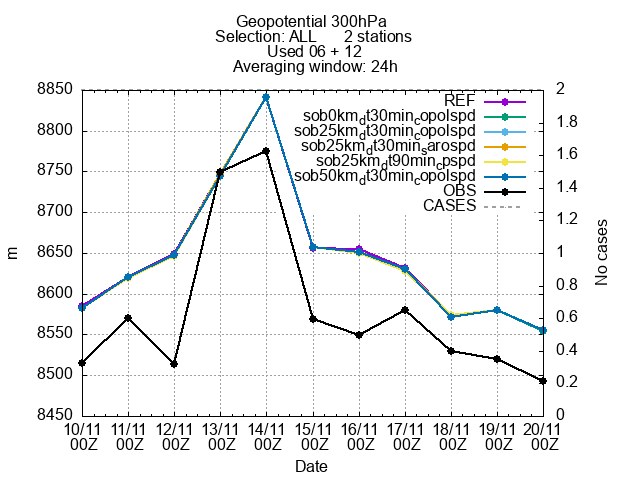 Geopotential 300hPa
Selection: ALL 2 stations
Used 06 + 12
Averaging window: 24h
8850
8800
8750
8700
8650
8600
8550
8500
8450
m
2
1.8
1.6
1.4
1.2
1
0.8
0.6
0.4
0.2
0
No cases
REF
sob0km_dt30min_copolspd
sob25km_dt30min_copolspd
sob25km_dt30min_sarospd
sob25km_dt90min_cpspd
sob50km_dt30min_copolspd
OBS
CASES
10/11 11/11 12/11 13/11 14/11 15/11 16/11 17/11 18/11 19/11 20/11
00Z 00Z 00Z 00Z 00Z 00Z 00Z 00Z 00Z 00Z 00Z
Date